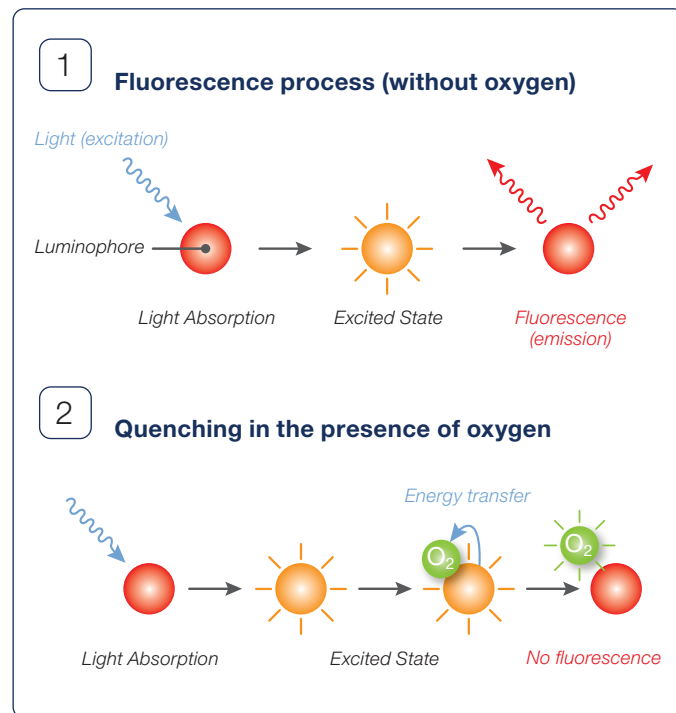 1
Fluorescence process (without oxygen)
Light (excitation)
Luminophore
Light Absorption
Excited State
Fluorescence
(emission)
2
Quenching in the presence of oxygen
Energy transfer
O₂
O₂
Light Absorption
Excited State
No fluorescence